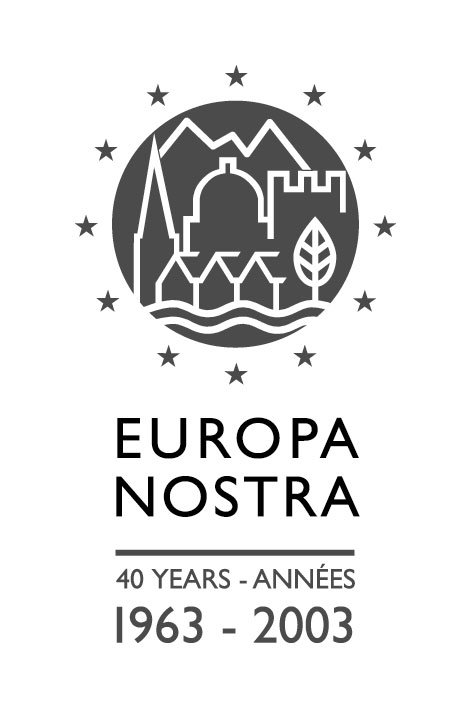 EUROPA
NOSTRA
40 YEARS - ANNÉES
1963 - 2003